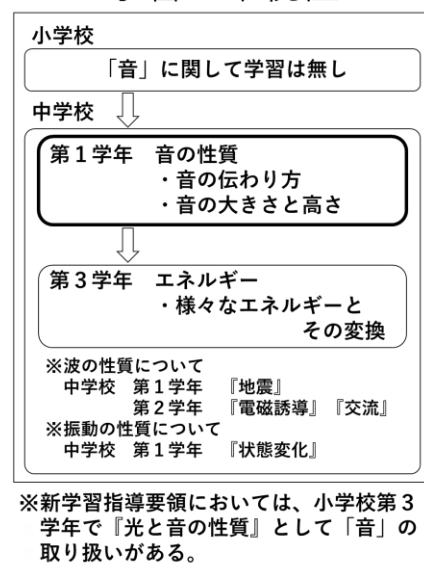 小学校
「音」に関して学習は無し
中学校
第１学年　音の性質
・音の伝わり方
・音の大きさと高さ
第３学年　エネルギー
・様々なエネルギーと
その変換
※波の性質について
中学校　第１学年　『地震』
第２学年　『電磁誘導』『交流』
※振動の性質について
中学校　第１学年　『状態変化』
※新学習指導要領においては、小学校第３
学年で『光と音の性質』として「音」の
取り扱いがある。